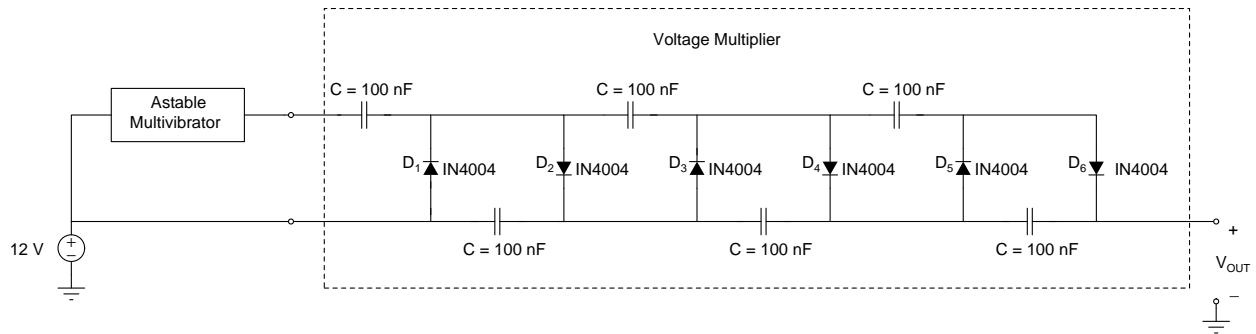 Voltage Multiplier
C = 100 nF
C = 100 nF
C = 100 nF
Astable
Multivibrator
D1
IN4004
D2
IN4004
D3
IN4004
D4
IN4004
D5
IN4004
D6
IN4004
12 V
+
−
C = 100 nF
C = 100 nF
C = 100 nF
+
VOUT
−